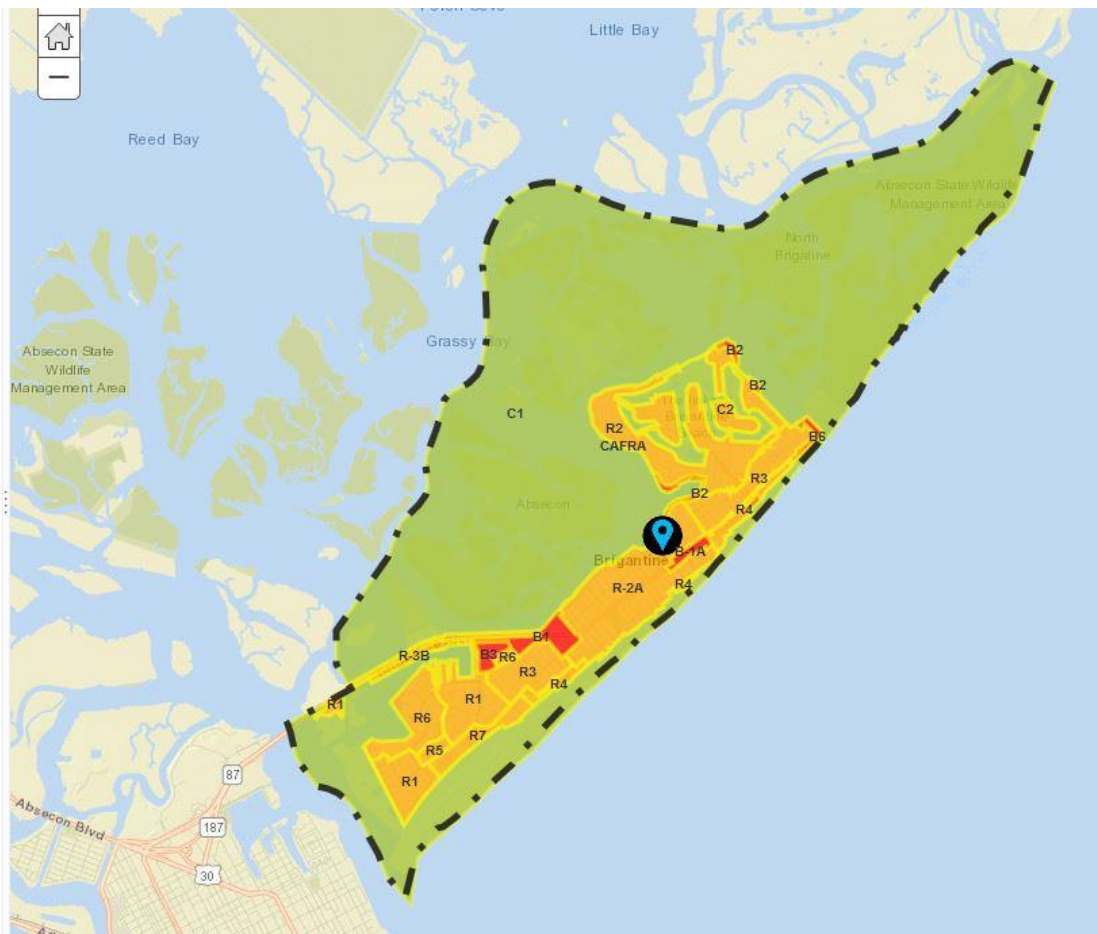 Little Bay
Reed Bay
Absecon State Wildlife
Management Area
North
Brigantine
Absecon State
Wildlife
Management Area
Grassy Bay
B2
B2
C1
C2
R2
CAFRA
B6
R3
B2
R4
Absecon
B-1A
Brigantine
R-2A
R4
B1
R-3B
B3
R6
R3
R4
R1
R1
R6
R7
R5
R1
87
Absecon Blvd
187
30